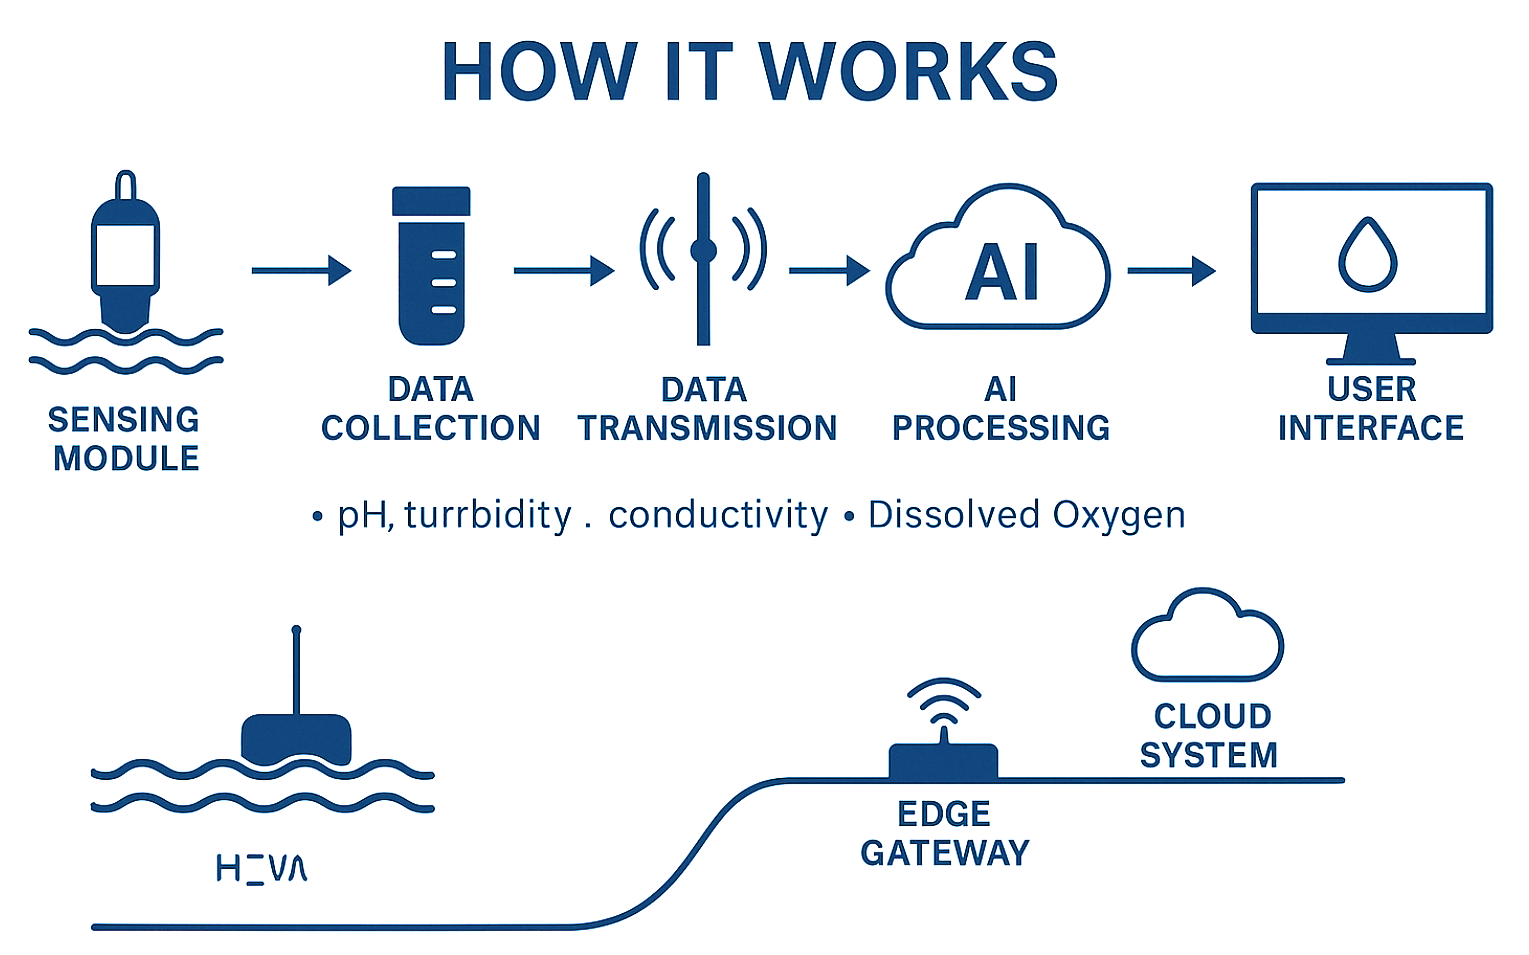 HOW IT WORKS
AI
SENSING
MODULE
DATA
COLLECTION
DATA
TRANSMISSION
AI
PROCESSING
USER
INTERFACE
• pH, turrbidity . conductivity • Dissolved Oxygen
CLOUD
SYSTEM
EDGE
GATEWAY